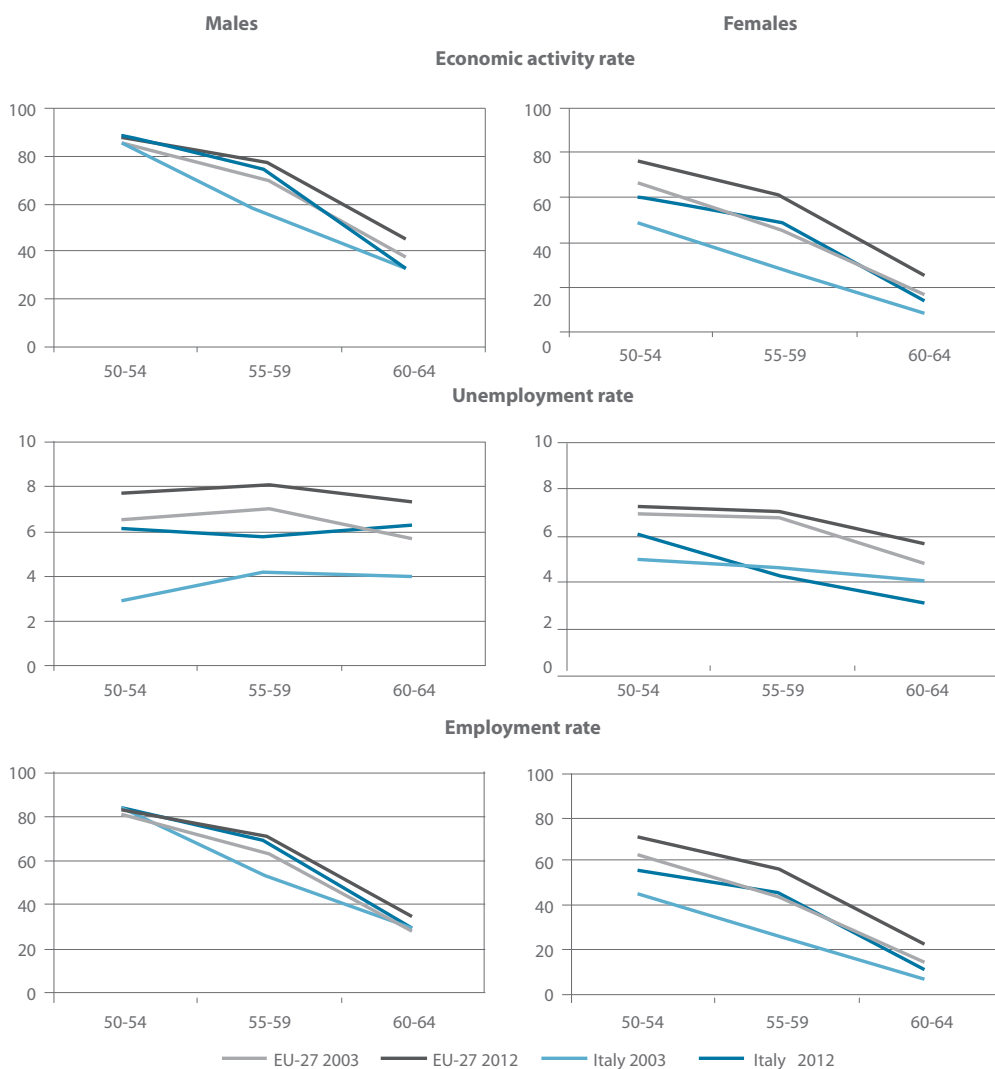 Males Females
Economic activity rate
100 100
80 80
60 60
40 40
20 20
0 0
50-54 55-59 60-64 50-54 55-59 60-64
Unemployment rate
10 10
8 8
6 6
4 4
2 2
0 0
50-54 55-59 60-64 50-54 55-59 60-64
Employment rate
100 100
80 80
60 60
40 40
20 20
0 0
50-54 55-59 60-64 50-54 55-59 60-64
EU-27 2003 EU-27 2012 Italy 2003 Italy 2012